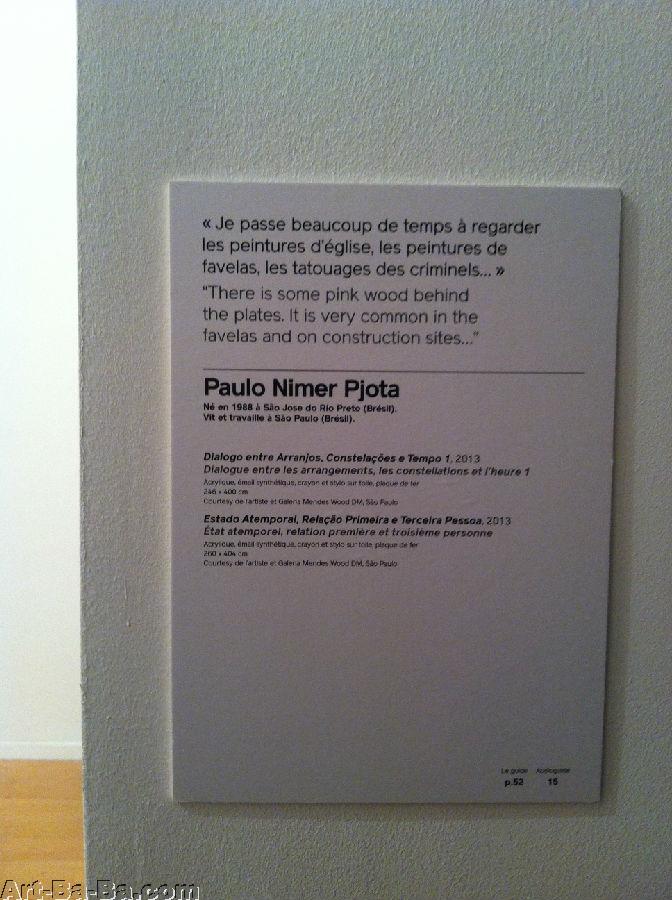 « Je passe beaucoup de temps à regarder
les peintures d'église, les peintures de
favelas, les tatouages des criminels... »
"There is some pink wood behind
the plates. It is very common in the
favelas and on construction sites..."
Paulo Nimer Pjota
Né en 1988 à São Jose do Rio Preto (Brésil).
Vit et travaille à São Paulo (Brésil).
Dialogo entre Arranjos, Constelações e Tempo 1, 2013
Dialogue entre les arrangements, les constellations et l'heure 1
Acrylique, émail synthétique, crayon et stylo sur toile, plaque de fer
246 x 400 cm
Courtesy de l'artiste et Galeria Mendes Wood DM, São Paulo
Estado Atemporal, Relação Primeira e Terceira Pessoa, 2013
État atemporel, relation première et troisième personne
Acrylique, émail synthétique, crayon et stylo sur toile, plaque de fer
260 x 404 cm
Courtesy de l'artiste et Galeria Mendes Wood DM, São Paulo
Le guide Audioguide
p.52 15
Art-Ba-Ba.com